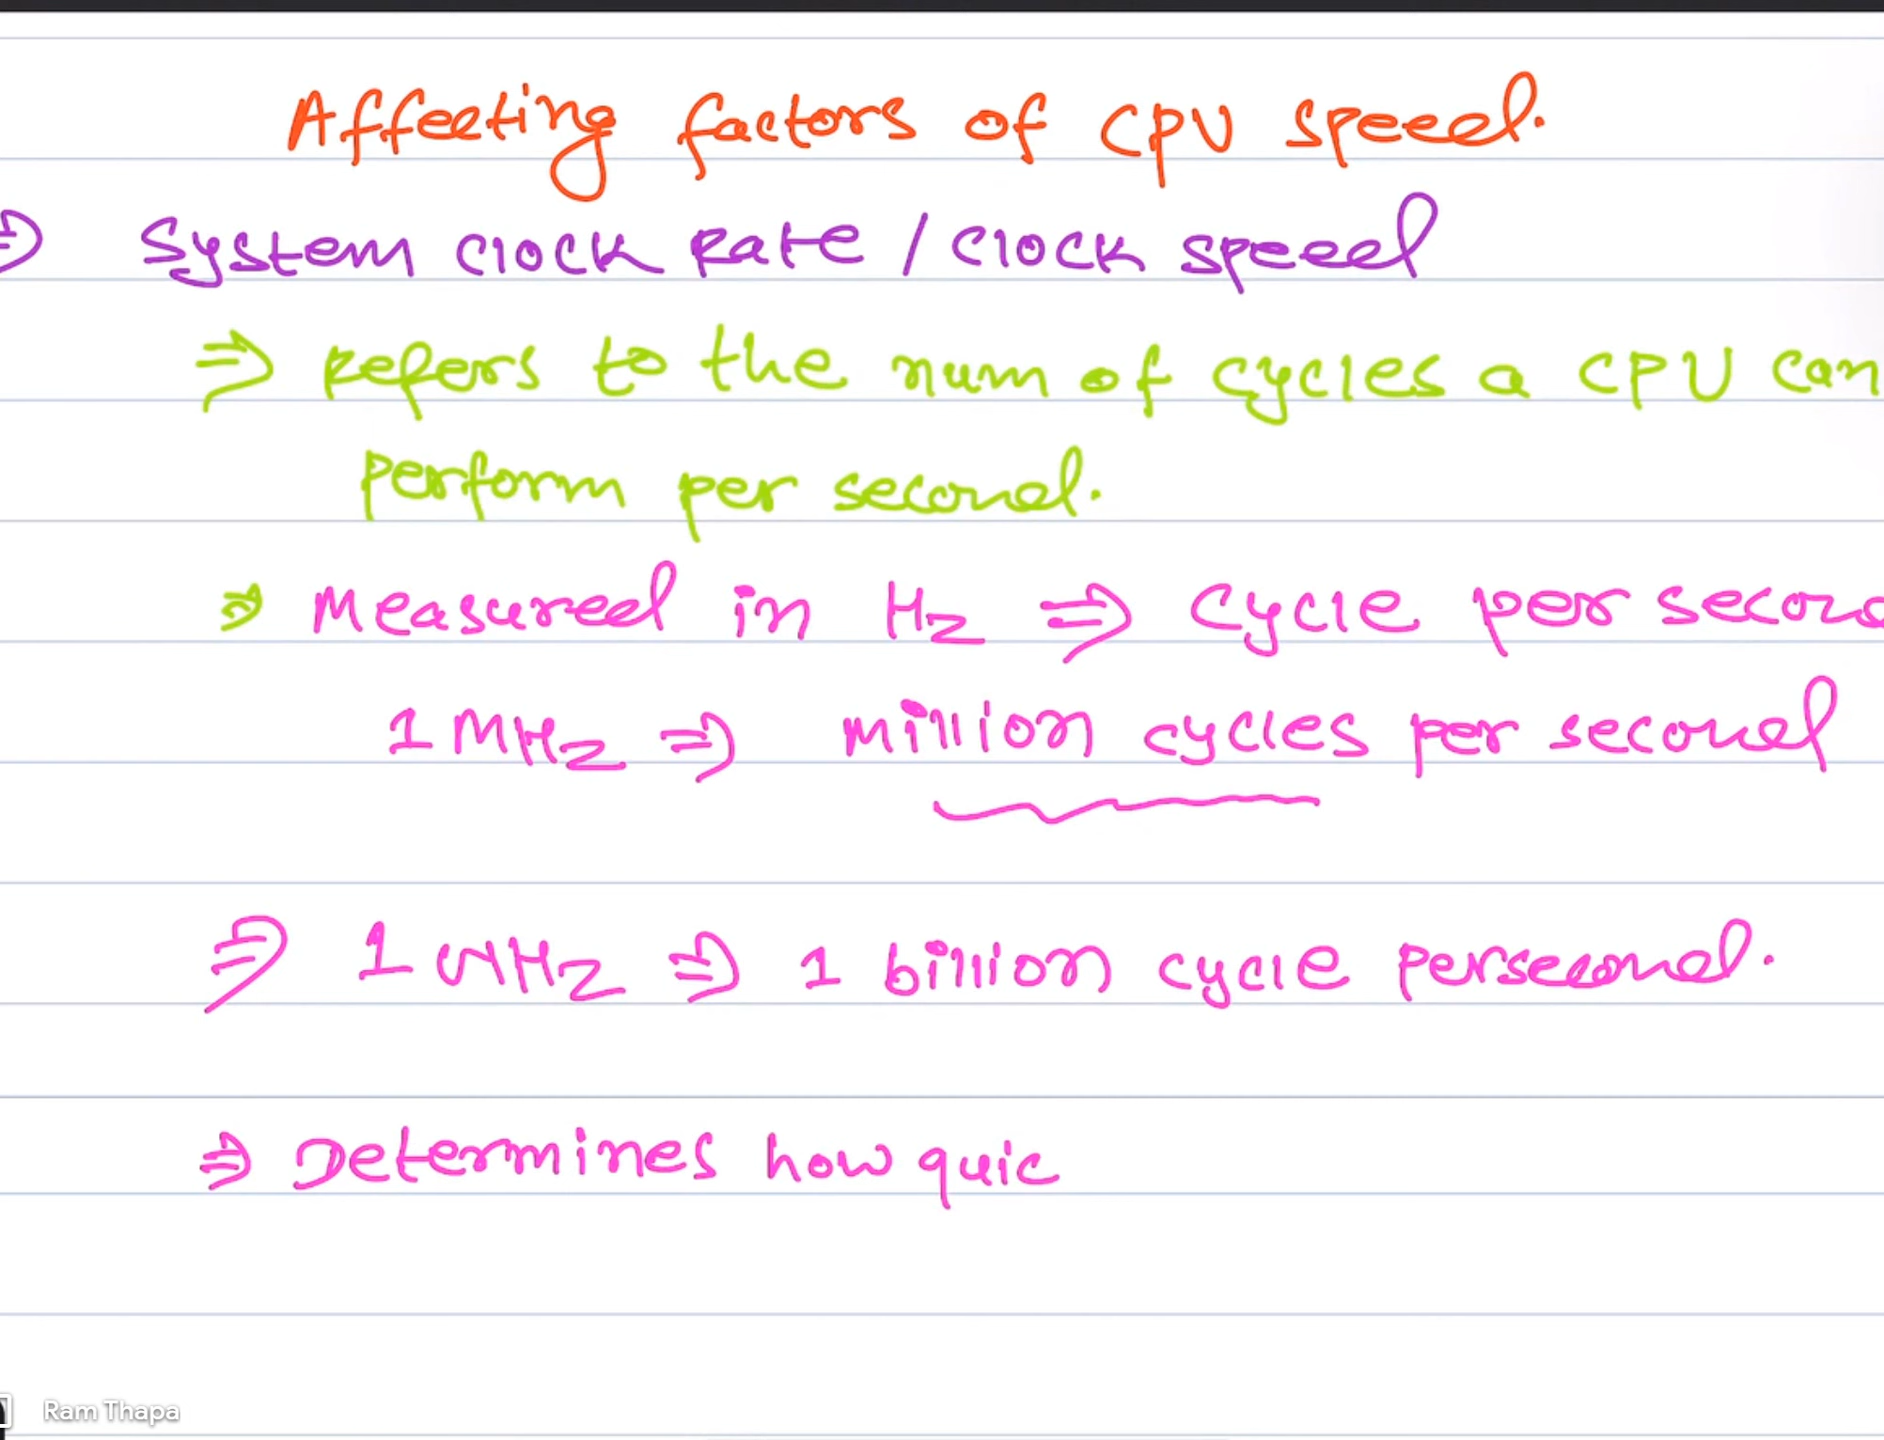 Affecting factors of CPU speed.
⇒ System clock Rate / clock speed
⇒ Refers to the num of cycles a CPU can
perform per second.
⇒ Measured in Hz ⇒ cycle per second
1 MHz ⇒ million cycles per second
⇒ 1 GHz ⇒ 1 billion cycle persecond.
⇒ Determines how quic
Ram Thapa